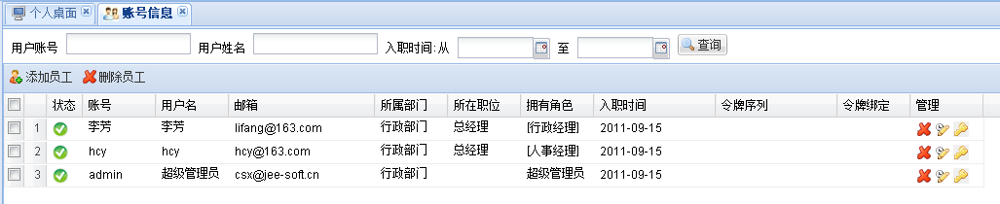 个人桌面 账号信息
用户账号 用户姓名 入职时间:从 至 查询
添加员工 删除员工
状态 账号 用户名 邮箱 所属部门 所在职位 拥有角色 入职时间 令牌序列 令牌绑定 管理
1 李芳 李芳 lifang@163.com 行政部门 总经理 [行政经理] 2011-09-15
2 hcy hcy hcy@163.com 行政部门 总经理 [人事经理] 2011-09-15
3 admin 超级管理员 csx@jee-soft.cn 行政部门 超级管理员 2011-09-15